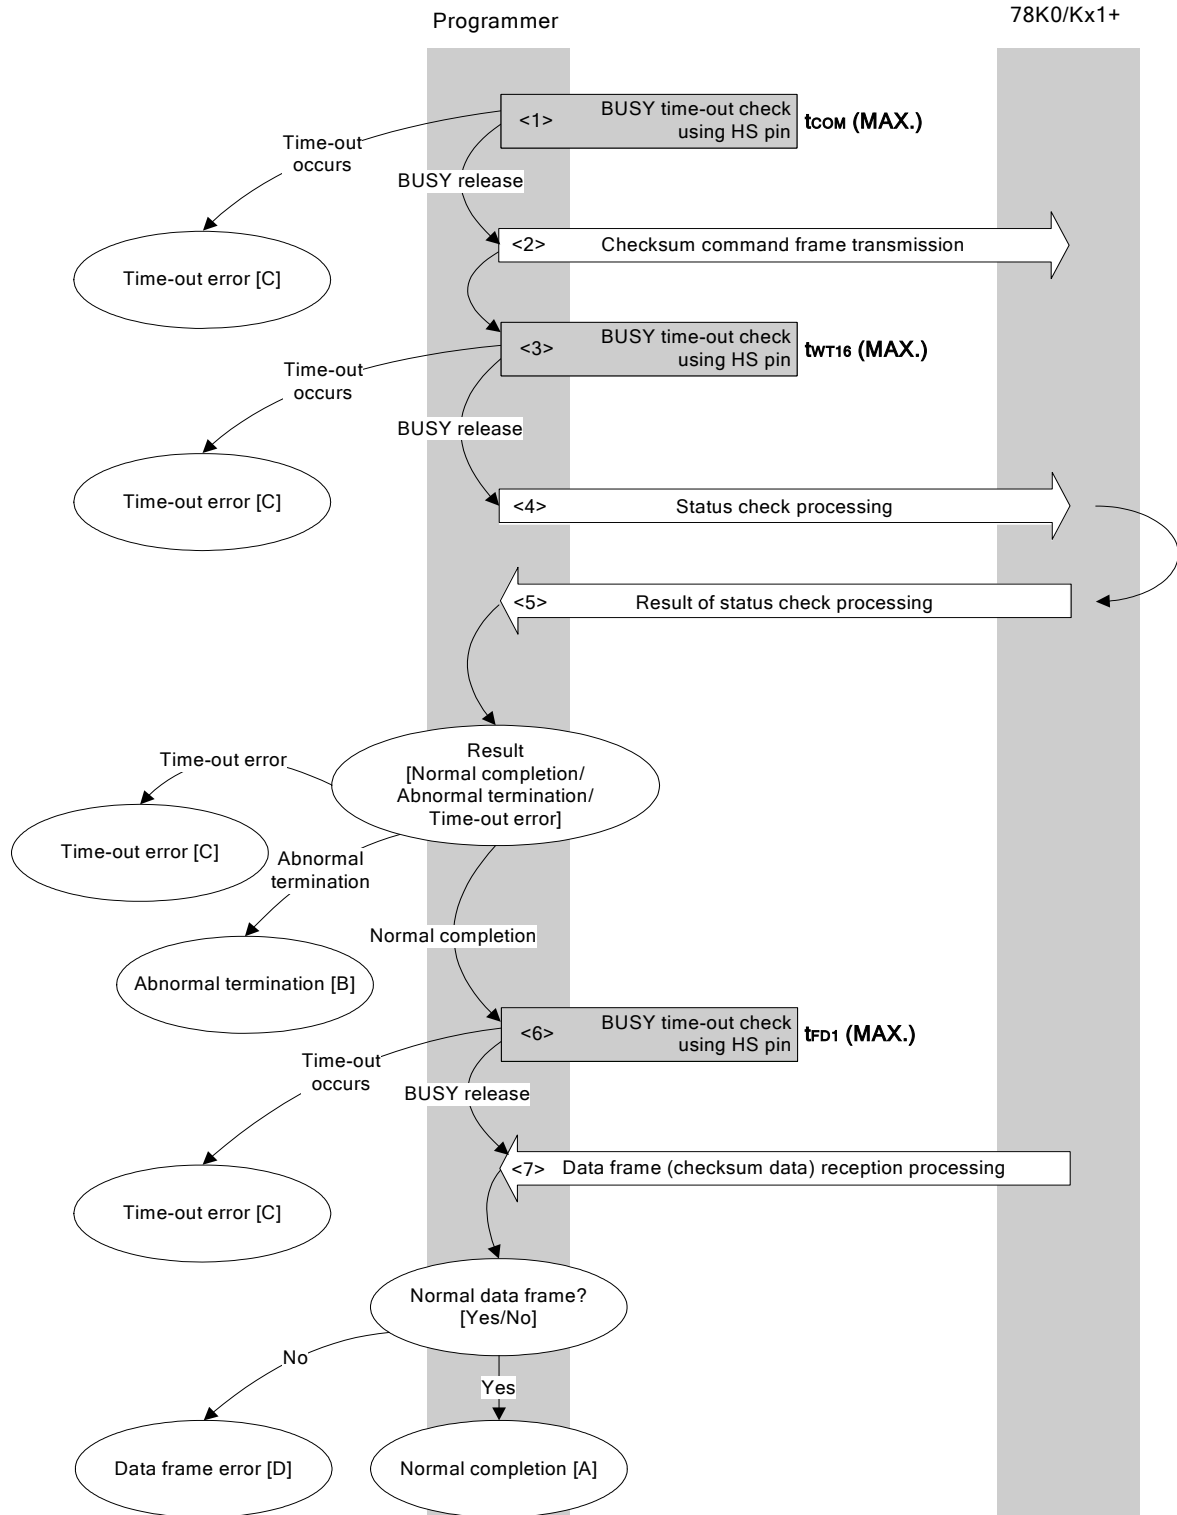 Programmer
78K0/Kx1+
<1>
BUSY time-out check
using HS pin
tCOM (MAX.)
Time-out
occurs
BUSY release
<2>
Checksum command frame transmission
Time-out error [C]
<3>
BUSY time-out check
using HS pin
tWT16 (MAX.)
Time-out
occurs
BUSY release
Time-out error [C]
<4>
Status check processing
<5>
Result of status check processing
Result
[Normal completion/
Abnormal termination/
Time-out error]
Time-out error
Time-out error [C]
Abnormal
termination
Normal completion
Abnormal termination [B]
<6>
BUSY time-out check
using HS pin
tFD1 (MAX.)
Time-out
occurs
BUSY release
<7>
Data frame (checksum data) reception processing
Time-out error [C]
Normal data frame?
[Yes/No]
No
Yes
Data frame error [D]
Normal completion [A]